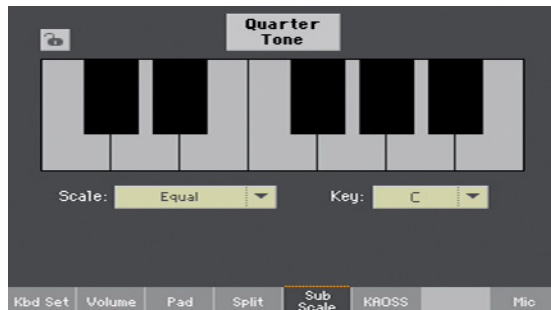 Quarter
Tone
Scale: Equal Key: C
Kbd Set Volume Pad Split Sub Scale KAOSS Mic